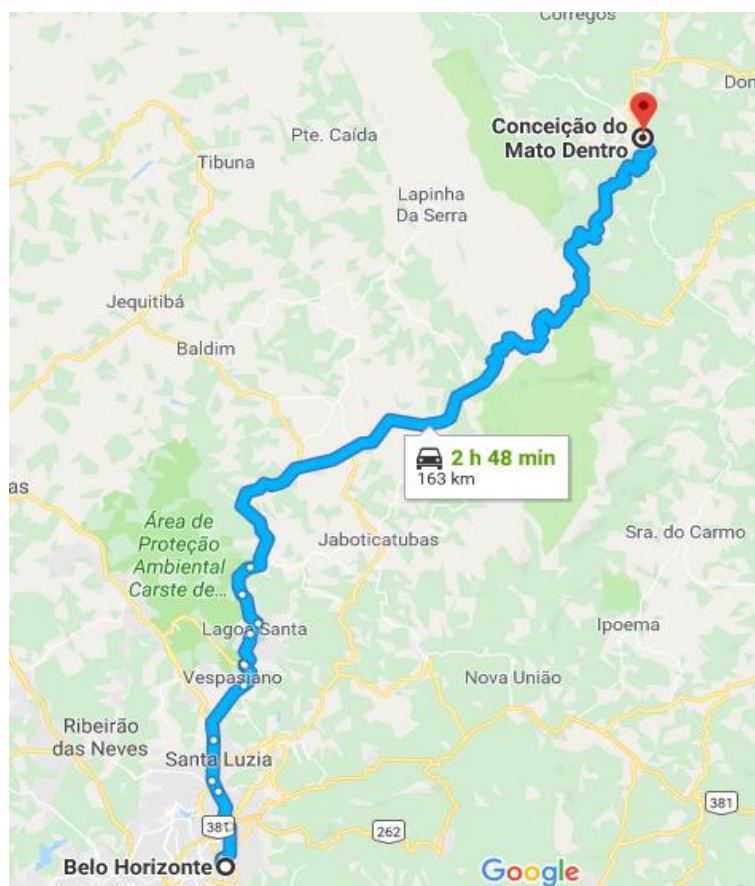 Córregos
Don
Conceição do
Mato Dentro
Pte. Caída
Tibuna
Lapinha
Da Serra
Jequitibá
Baldim
2 h 48 min
163 km
as
Área de
Proteção
Ambiental
Carste de...
Jaboticatubas
Sra. do Carmo
Lagoa Santa
Ipoema
Vespasiano
Nova União
Ribeirão
das Neves
Santa Luzia
381
381
262
Belo Horizonte
Google